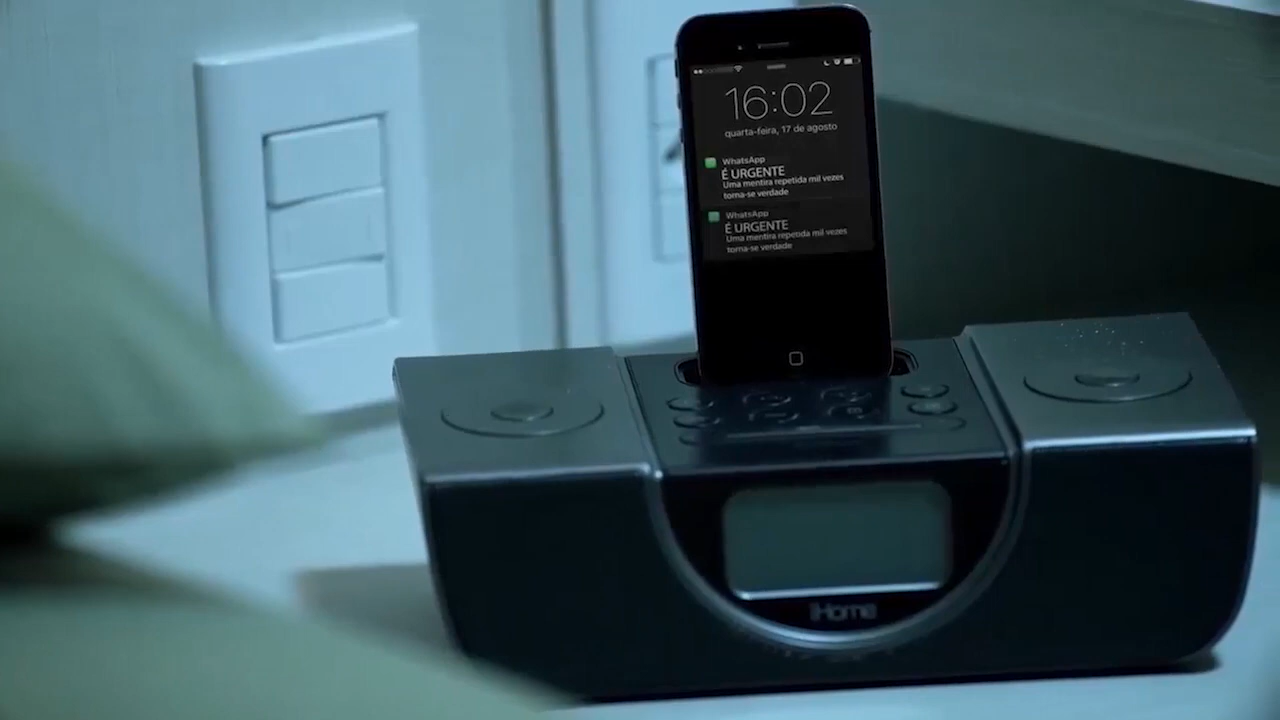 16:02
quarta-feira, 17 de agosto
WhatsApp
É URGENTE
Uma mentira repetida mil vezes
torna-se verdade
WhatsApp
É URGENTE
Uma mentira repetida mil vezes
torna-se verdade
iHome